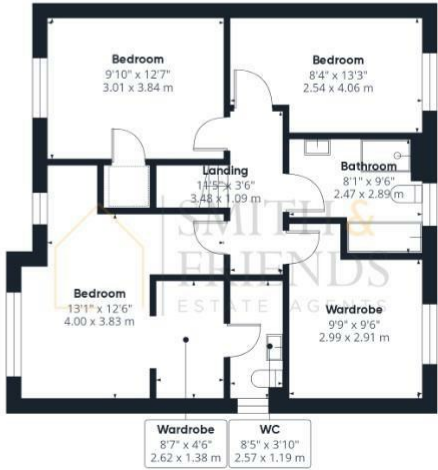 Bedroom
9'10" x 12'7"
3.01 x 3.84 m
Bedroom
8'4" x 13'3"
2.54 x 4.06 m
Landing
11'5" x 3'6"
3.48 x 1.09 m
Bathroom
8'1" x 9'6"
2.47 x 2.89 m
SMITH &
FRIENDS
ESTATE AGENTS
Bedroom
13'1" x 12'6"
4.00 x 3.83 m
Wardrobe
9'9" x 9'6"
2.99 x 2.91 m
Wardrobe
8'7" x 4'6"
2.62 x 1.38 m
WC
8'5" x 3'10"
2.57 x 1.19 m